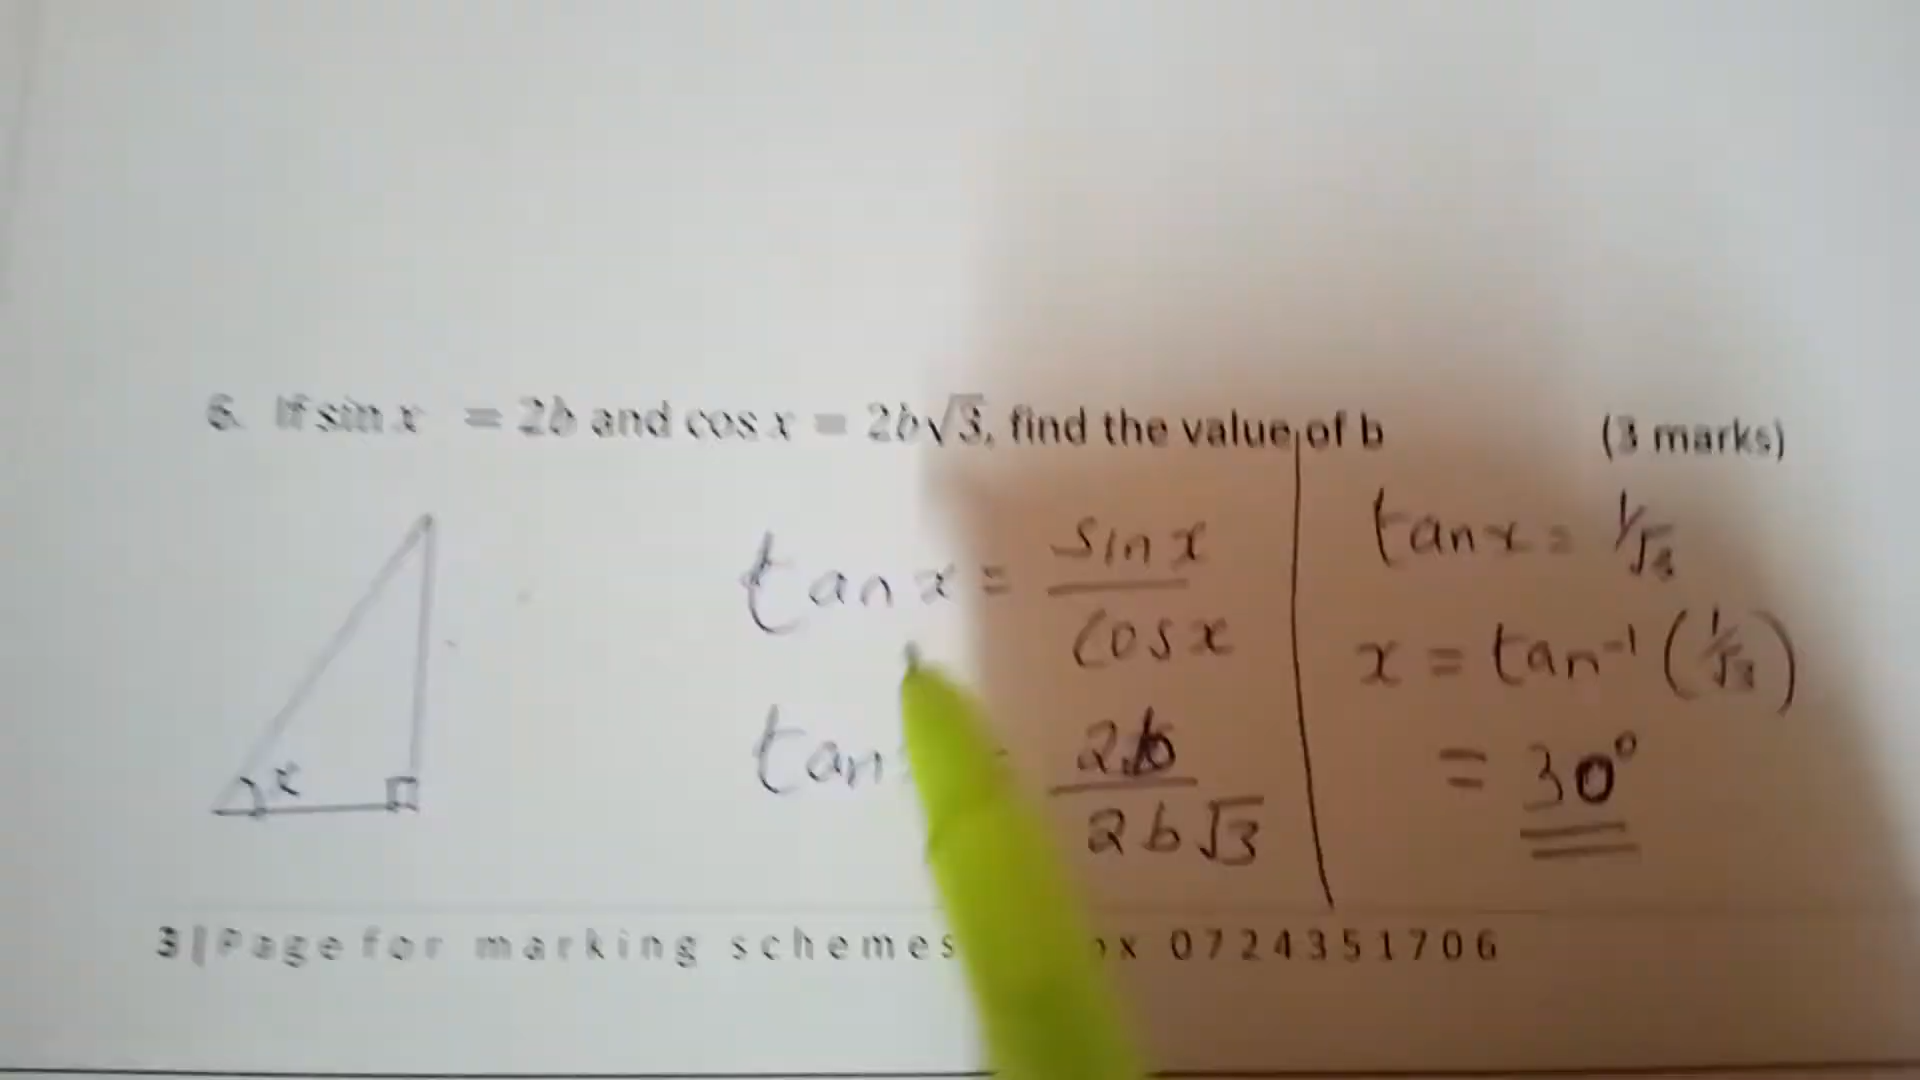 6. If sin x = 2b and cos x = 2b√3, find the value of b (3 marks)
x
tan x = sin x / cos x
tan = 2b / 2b√3
tan x = 1/√3
x = tan⁻¹ (1/√3)
= 30°
3 | Page for marking schemes x 0724351706